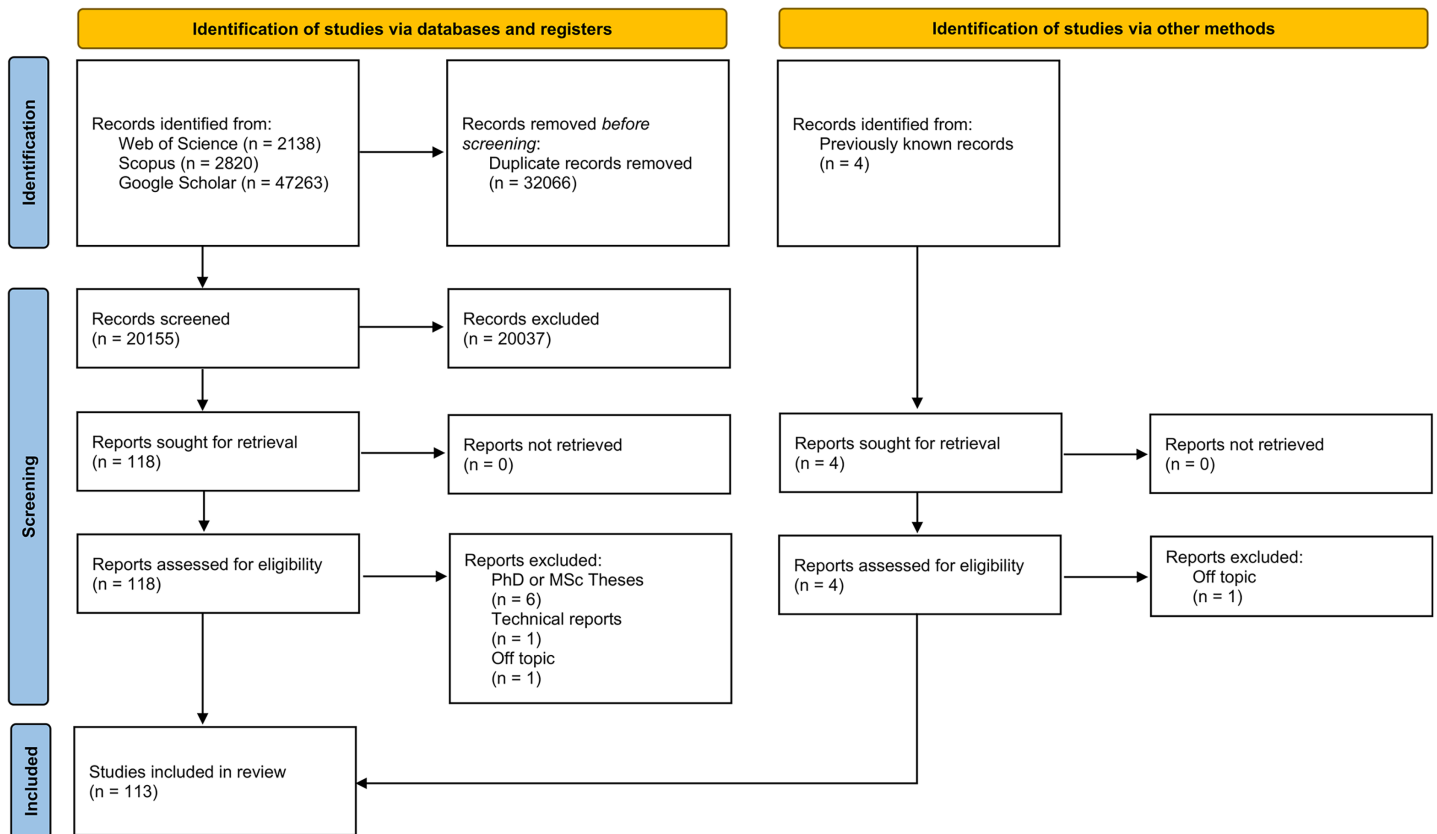 Identification of studies via databases and registers
Identification of studies via other methods
Identification
Records identified from:
Web of Science (n = 2138)
Scopus (n = 2820)
Google Scholar (n = 47263)
Records removed before
screening:
Duplicate records removed
(n = 32066)
Records identified from:
Previously known records
(n = 4)
Screening
Records screened
(n = 20155)
Records excluded
(n = 20037)
Reports sought for retrieval
(n = 118)
Reports not retrieved
(n = 0)
Reports sought for retrieval
(n = 4)
Reports not retrieved
(n = 0)
Reports assessed for eligibility
(n = 118)
Reports excluded:
PhD or MSc Theses
(n = 6)
Technical reports
(n = 1)
Off topic
(n = 1)
Reports assessed for eligibility
(n = 4)
Reports excluded:
Off topic
(n = 1)
Included
Studies included in review
(n = 113)